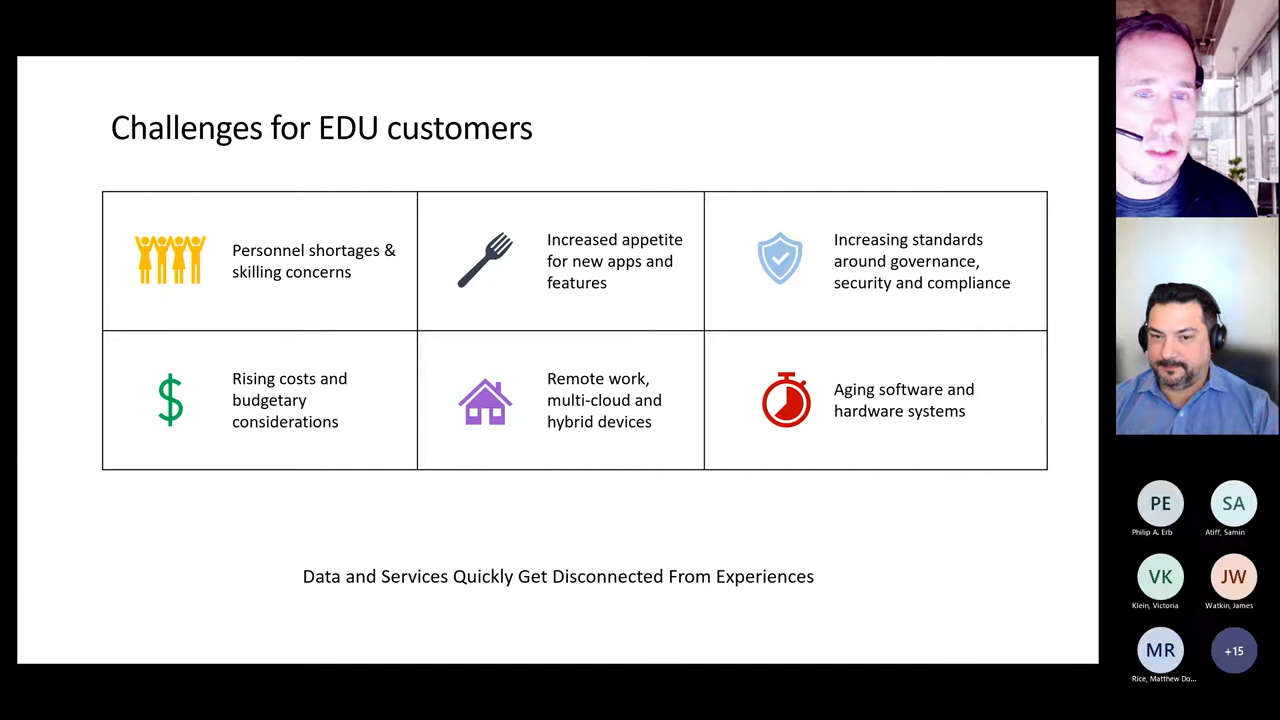 Challenges for EDU customers
Personnel shortages &
skilling concerns
Increased appetite
for new apps and
features
Increasing standards
around governance,
security and compliance
Rising costs and
budgetary
considerations
Remote work,
multi-cloud and
hybrid devices
Aging software and
hardware systems
Data and Services Quickly Get Disconnected From Experiences
PE
Philip A. Erb
SA
Atiff, Samin
VK
Klein, Victoria
JW
Watkin, James
MR
Rice, Matthew Do...
+15